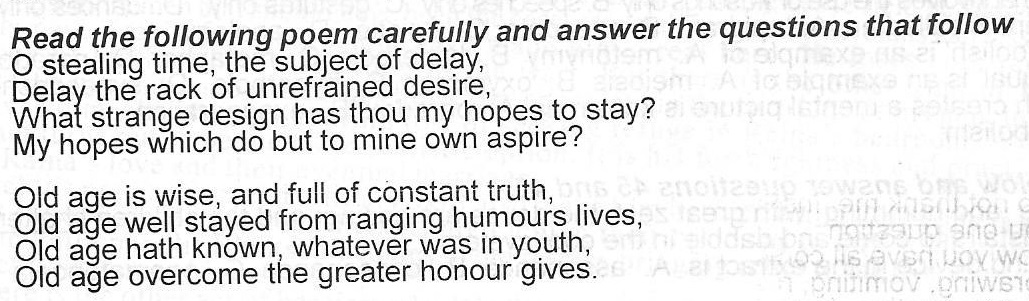 Read the following poem carefully and answer the questions that follow
O stealing time, the subject of delay,
Delay the rack of unrefrained desire,
What strange design has thou my hopes to stay?
My hopes which do but to mine own aspire?
Old age is wise, and full of constant truth,
Old age well stayed from ranging humours lives,
Old age hath known, whatever was in youth,
Old age overcome the greater honour gives.